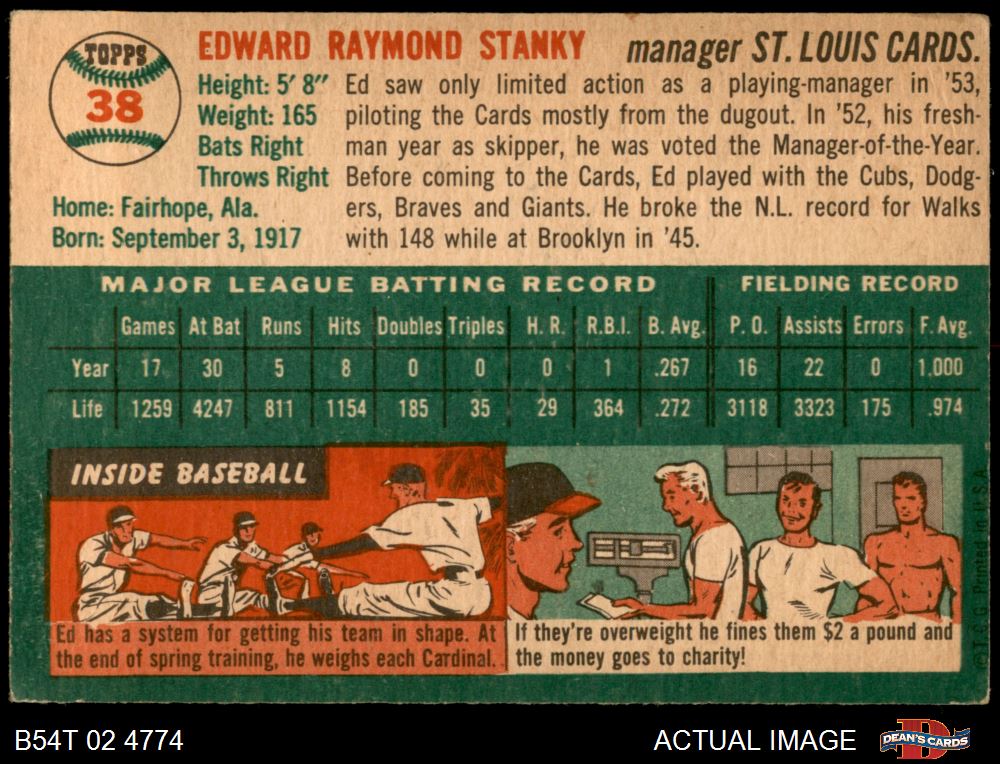 TOPPS
38
EDWARD RAYMOND STANKY manager ST. LOUIS CARDS.
Height: 5' 8"
Weight: 165
Bats Right
Throws Right
Home: Fairhope, Ala.
Born: September 3, 1917
Ed saw only limited action as a playing-manager in '53,
piloting the Cards mostly from the dugout. In '52, his fresh-
man year as skipper, he was voted the Manager-of-the-Year.
Before coming to the Cards, Ed played with the Cubs, Dodg-
ers, Braves and Giants. He broke the N.L. record for Walks
with 148 while at Brooklyn in '45.
MAJOR LEAGUE BATTING RECORD FIELDING RECORD
Games At Bat Runs Hits Doubles Triples H. R. R.B.I. B. Avg. P. O. Assists Errors F. Avg.
Year 17 30 5 8 0 0 0 1 .267 16 22 0 1.000
Life 1259 4247 811 1154 185 35 29 364 .272 3118 3323 175 .974
INSIDE BASEBALL
Ed has a system for getting his team in shape. At
the end of spring training, he weighs each Cardinal.
If they're overweight he fines them $2 a pound and
the money goes to charity!
©T.C.G. Printed in U.S.A.
B54T 02 4774
ACTUAL IMAGE
D
DEAN'S CARDS